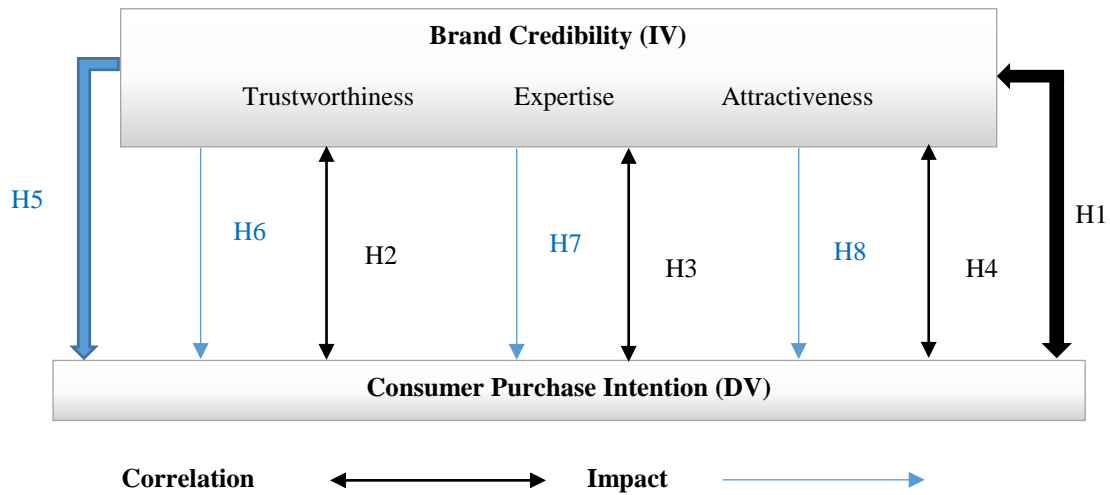 Brand Credibility (IV)
Trustworthiness Expertise Attractiveness
H5
H6
H2
H7
H3
H8
H4
H1
Consumer Purchase Intention (DV)
Correlation Impact